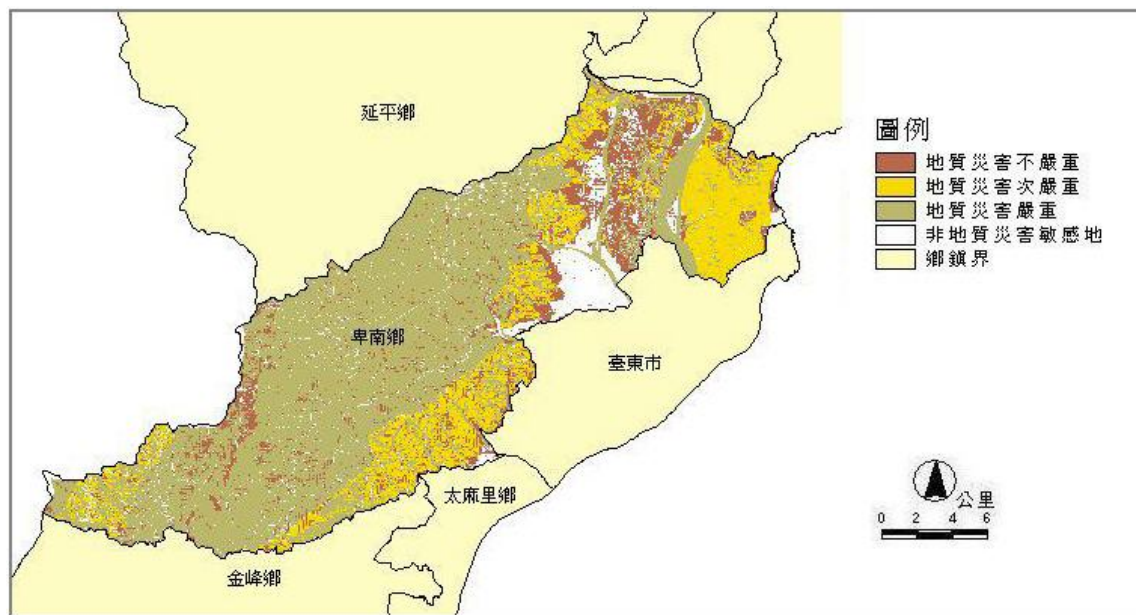 延平鄉
圖例
地質災害不嚴重
地質災害次嚴重
地質災害嚴重
非地質災害敏感地
鄉鎮界
卑南鄉
臺東市
太麻里鄉
金峰鄉
公里
0 2 4 6